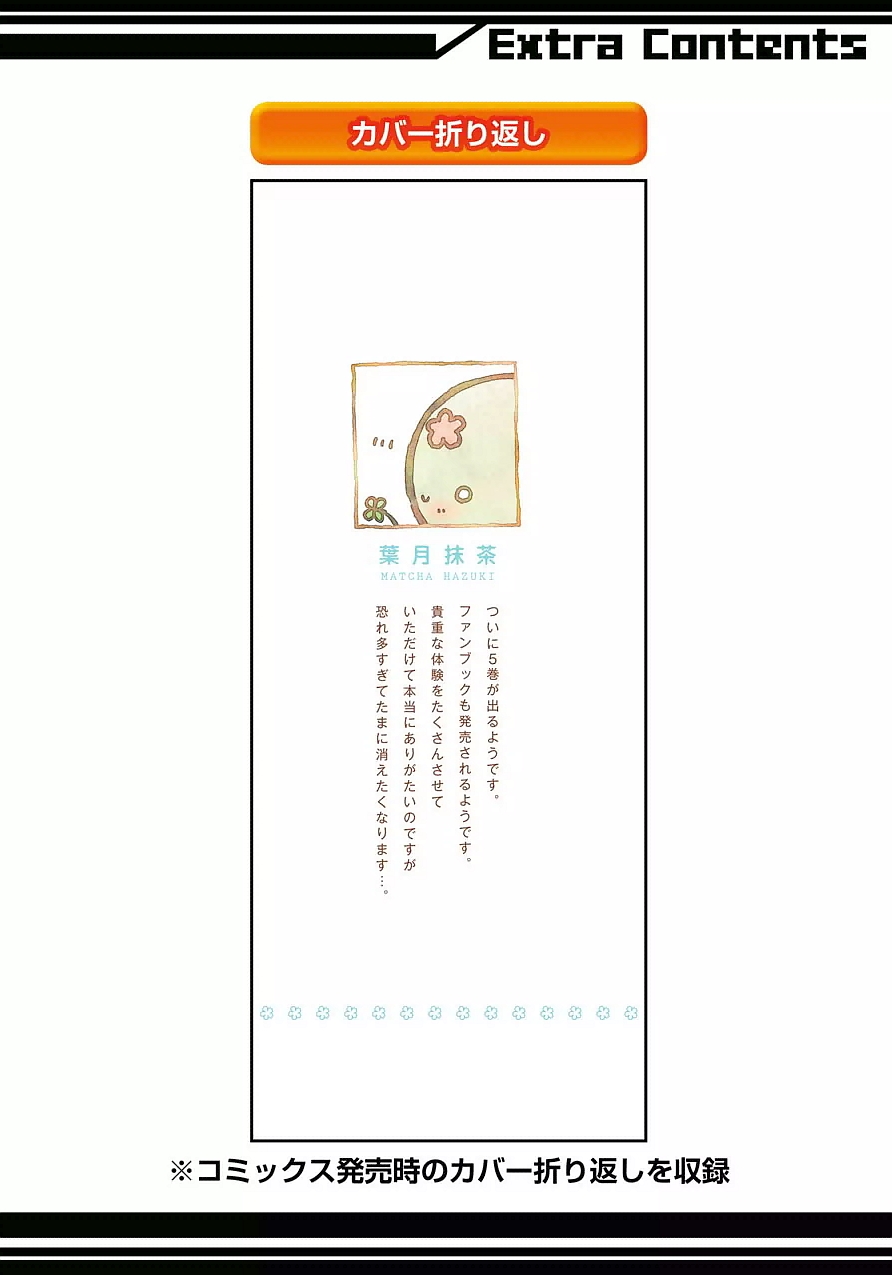 Extra Contents
カバー折り返し
葉月抹茶
MATCHA HAZUKI
ついに5巻が出るようです。
ファンブックも発売されるようです。
貴重な体験をたくさんさせて
いただけて本当にありがたいのですが
恐れ多すぎてたまに消えたくなります…。
※コミックス発売時のカバー折り返しを収録